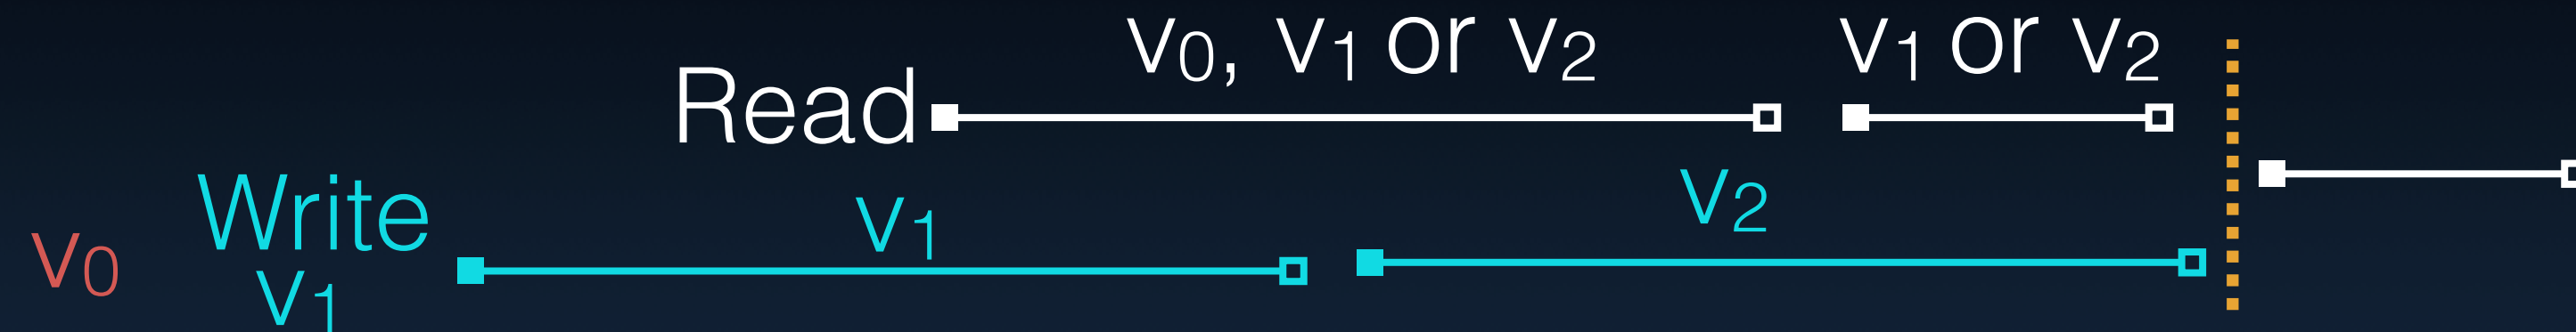 V0, V1 or V2
V1 or V2
Read
V2
Write
V1
V0
V1